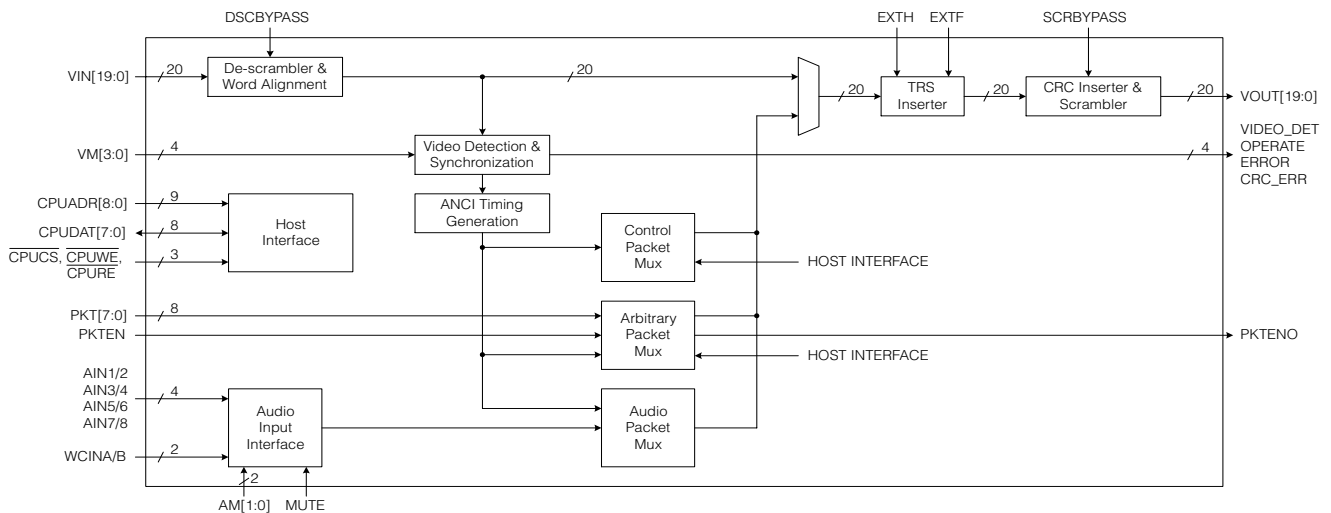 DSCBYPASS
EXTH
EXTF
SCRBYPASS
VIN[19:0]
20
De-scrambler &
Word Alignment
20
20
TRS
Inserter
20
CRC Inserter &
Scrambler
20
VOUT[19:0]
VM[3:0]
4
Video Detection &
Synchronization
4
VIDEO_DET
OPERATE
ERROR
CRC_ERR
ANCI Timing
Generation
CPUADR[8:0]
9
CPUDAT[7:0]
8
CPUCS, CPUWE,
CPURE
3
Host
Interface
Control
Packet
Mux
HOST INTERFACE
PKT[7:0]
8
PKTEN
Arbitrary
Packet
Mux
PKTENO
HOST INTERFACE
AIN1/2
AIN3/4
AIN5/6
AIN7/8
4
WCINA/B
2
Audio
Input
Interface
Audio
Packet
Mux
2
AM[1:0]
MUTE